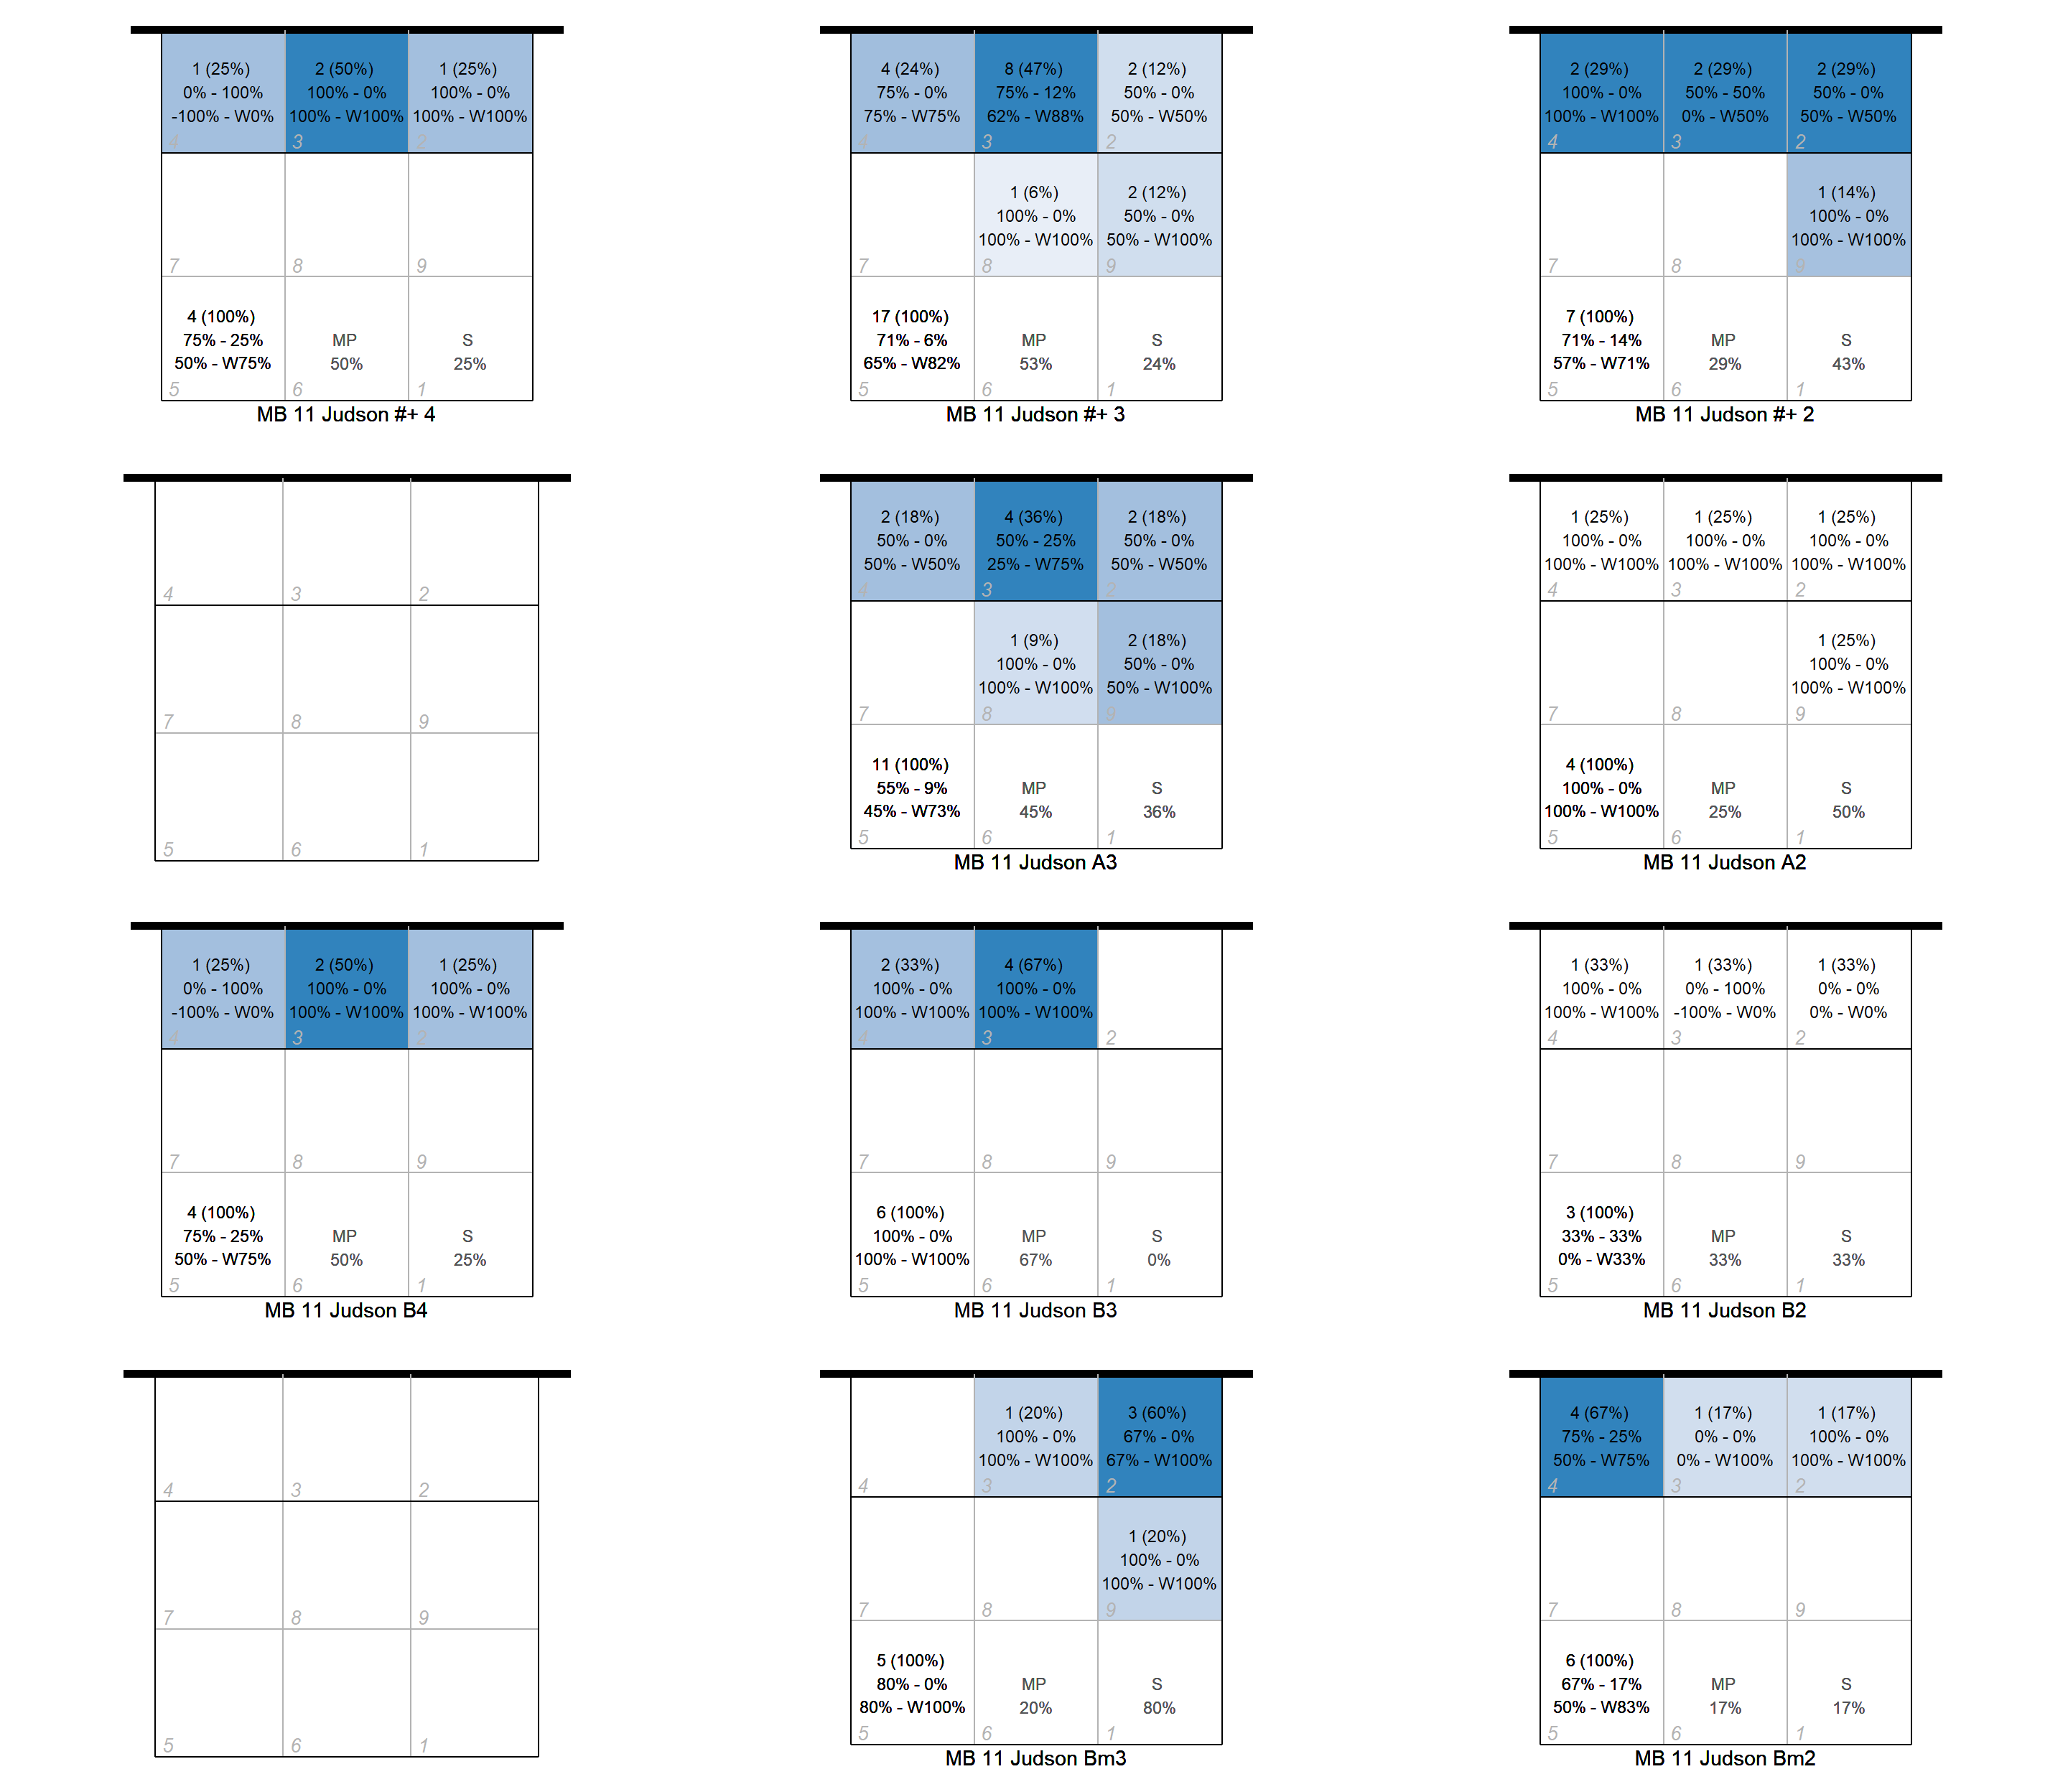 1 (25%)
0% - 100%
-100% - W0%
4
2 (50%)
100% - 0%
100% - W100%
3
1 (25%)
100% - 0%
100% - W100%
2
7
8
9
4 (100%)
75% - 25%
50% - W75%
5
MP
50%
6
S
25%
1
MB 11 Judson #+ 4
4 (24%)
75% - 0%
75% - W75%
4
8 (47%)
75% - 12%
62% - W88%
3
2 (12%)
50% - 0%
50% - W50%
2
7
1 (6%)
100% - 0%
100% - W100%
8
2 (12%)
50% - 0%
50% - W100%
9
17 (100%)
71% - 6%
65% - W82%
5
MP
53%
6
S
24%
1
MB 11 Judson #+ 3
2 (29%)
100% - 0%
100% - W100%
4
2 (29%)
50% - 50%
0% - W50%
3
2 (29%)
50% - 0%
50% - W50%
2
7
8
1 (14%)
100% - 0%
100% - W100%
9
7 (100%)
71% - 14%
57% - W71%
5
MP
29%
6
S
43%
1
MB 11 Judson #+ 2
4
3
2
7
8
9
5
6
1
2 (18%)
50% - 0%
50% - W50%
4
4 (36%)
50% - 25%
25% - W75%
3
2 (18%)
50% - 0%
50% - W50%
2
7
1 (9%)
100% - 0%
100% - W100%
8
2 (18%)
50% - 0%
50% - W100%
9
11 (100%)
55% - 9%
45% - W73%
5
MP
45%
6
S
36%
1
MB 11 Judson A3
1 (25%)
100% - 0%
100% - W100%
4
1 (25%)
100% - 0%
100% - W100%
3
1 (25%)
100% - 0%
100% - W100%
2
7
8
1 (25%)
100% - 0%
100% - W100%
9
4 (100%)
100% - 0%
100% - W100%
5
MP
25%
6
S
50%
1
MB 11 Judson A2
1 (25%)
0% - 100%
-100% - W0%
4
2 (50%)
100% - 0%
100% - W100%
3
1 (25%)
100% - 0%
100% - W100%
2
7
8
9
4 (100%)
75% - 25%
50% - W75%
5
MP
50%
6
S
25%
1
MB 11 Judson B4
2 (33%)
100% - 0%
100% - W100%
4
4 (67%)
100% - 0%
100% - W100%
3
2
7
8
9
6 (100%)
100% - 0%
100% - W100%
5
MP
67%
6
S
0%
1
MB 11 Judson B3
1 (33%)
100% - 0%
100% - W100%
4
1 (33%)
0% - 100%
-100% - W0%
3
1 (33%)
0% - 0%
0% - W0%
2
7
8
9
3 (100%)
33% - 33%
0% - W33%
5
MP
33%
6
S
33%
1
MB 11 Judson B2
4
3
2
7
8
9
5
6
1
4
1 (20%)
100% - 0%
100% - W100%
3
3 (60%)
67% - 0%
67% - W100%
2
7
8
1 (20%)
100% - 0%
100% - W100%
9
5 (100%)
80% - 0%
80% - W100%
5
MP
20%
6
S
80%
1
MB 11 Judson Bm3
4 (67%)
75% - 25%
50% - W75%
4
1 (17%)
0% - 0%
0% - W100%
3
1 (17%)
100% - 0%
100% - W100%
2
7
8
9
6 (100%)
67% - 17%
50% - W83%
5
MP
17%
6
S
17%
1
MB 11 Judson Bm2